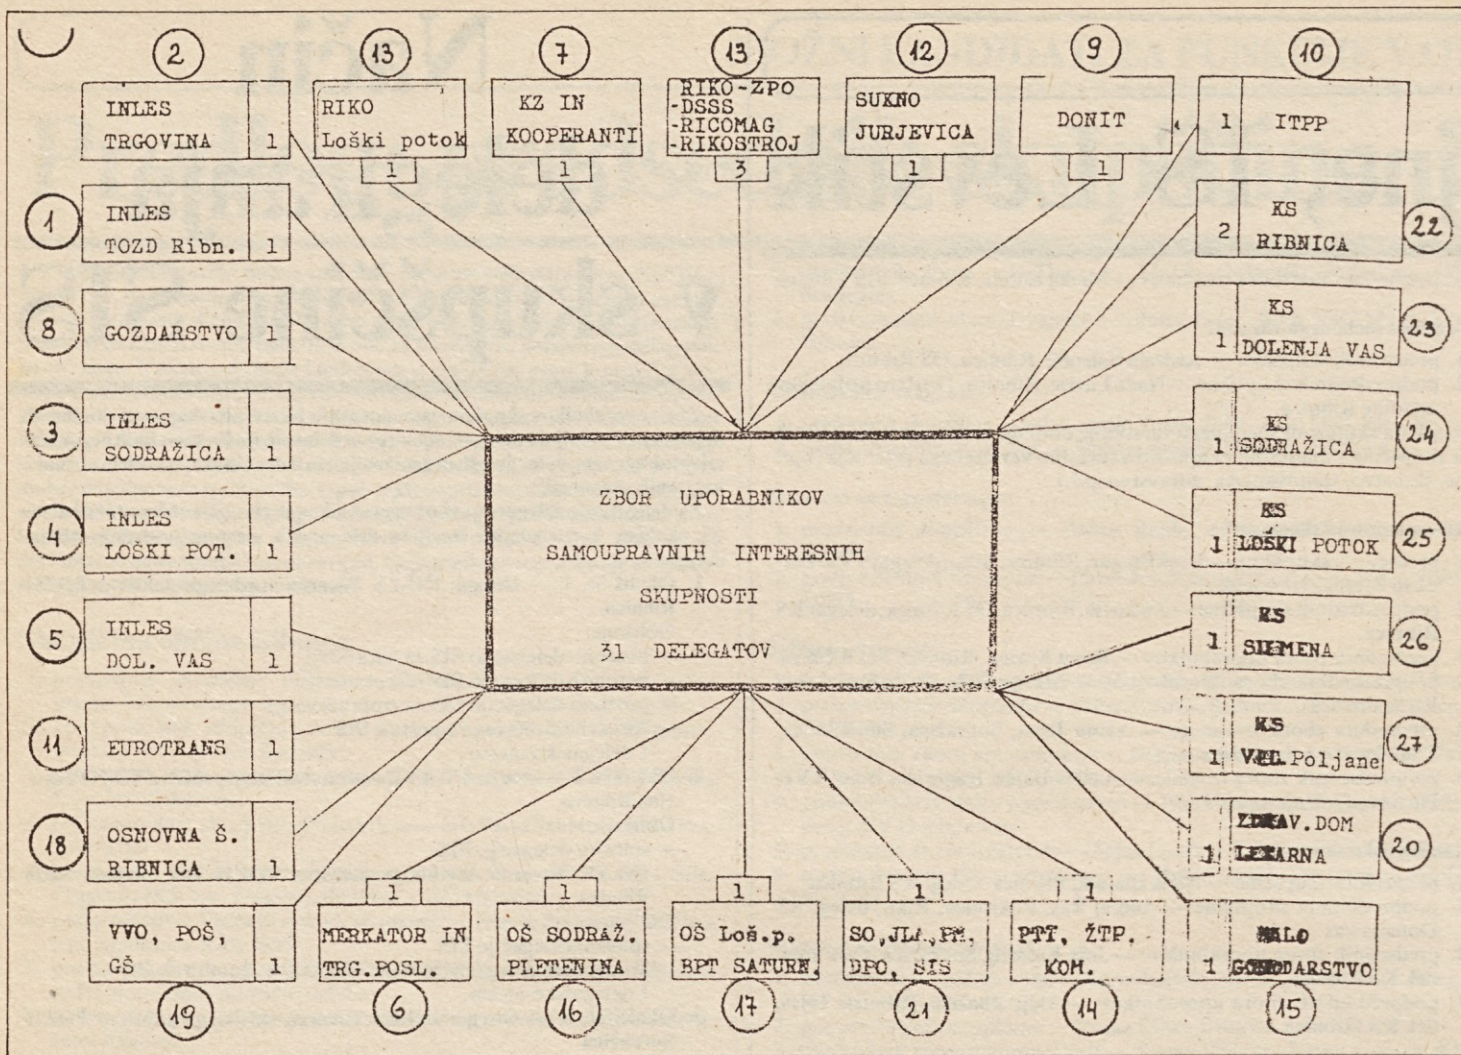 2
13
7
13
12
9
10
INLES
TRGOVINA 1
RIKO
Loški potok
1
KZ IN
KOOPERANTI
1
RIKO-ZPO
-DSSS
-RICOMAG
-RIKOSTROJ
3
SUKNO
JURJEVICA
1
DONIT
1
1 ITPP
1
INLES
TOZD Ribn. 1
KS
2 RIBNICA
22
8
GOZDARSTVO 1
KS
1 DOLENJA VAS
23
3
INLES
SODRAŽICA 1
KS
1 SODRAŽICA
24
4
INLES
LOŠKI POT. 1
KS
1 LOŠKI POTOK
25
ZBOR UPORABNIKOV
SAMOUPRAVNIH INTERESNIH
SKUPNOSTI
31 DELEGATOV
5
INLES
DOL. VAS 1
KS
1 SLEMENA
26
11
EUROTRANS 1
KS
1 VEL. Poljane
27
18
OSNOVNA Š.
RIBNICA 1
ZDRAV. DOM
1 LEKARNA
20
VVO, POŠ,
GŠ 1
1
MERKATOR IN
TRG.POSL.
1
OŠ SODRAŽ.
PLETENINA
1
OŠ Loš.p.
BPT SATURN.
1
SO, JLA, PM,
DPO, SIS
1
PTT, ŽTP.
KOM.
MALO
1 GOSPODARSTVO
19
6
16
17
21
14
15